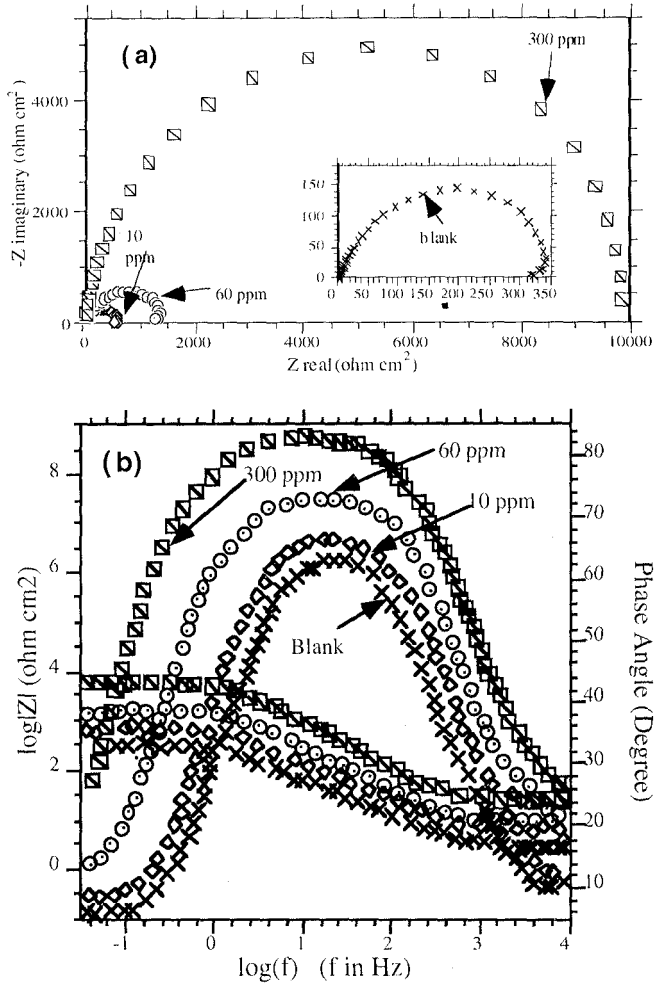 (a)
300 ppm
-Z imaginary (ohm cm2)
4000
2000
0
10
ppm
60 ppm
150
100
50
0
blank
0 50 100 150 200 250 300 350
0 2000 4000 6000 8000 10000
Z real (ohm cm2)
(b)
8
6
4
2
0
log|Z| (ohm cm2)
300 ppm
60 ppm
10 ppm
Blank
80
70
60
50
40
30
20
10
Phase Angle (Degree)
-1 0 1 2 3 4
log(f) (f in Hz)